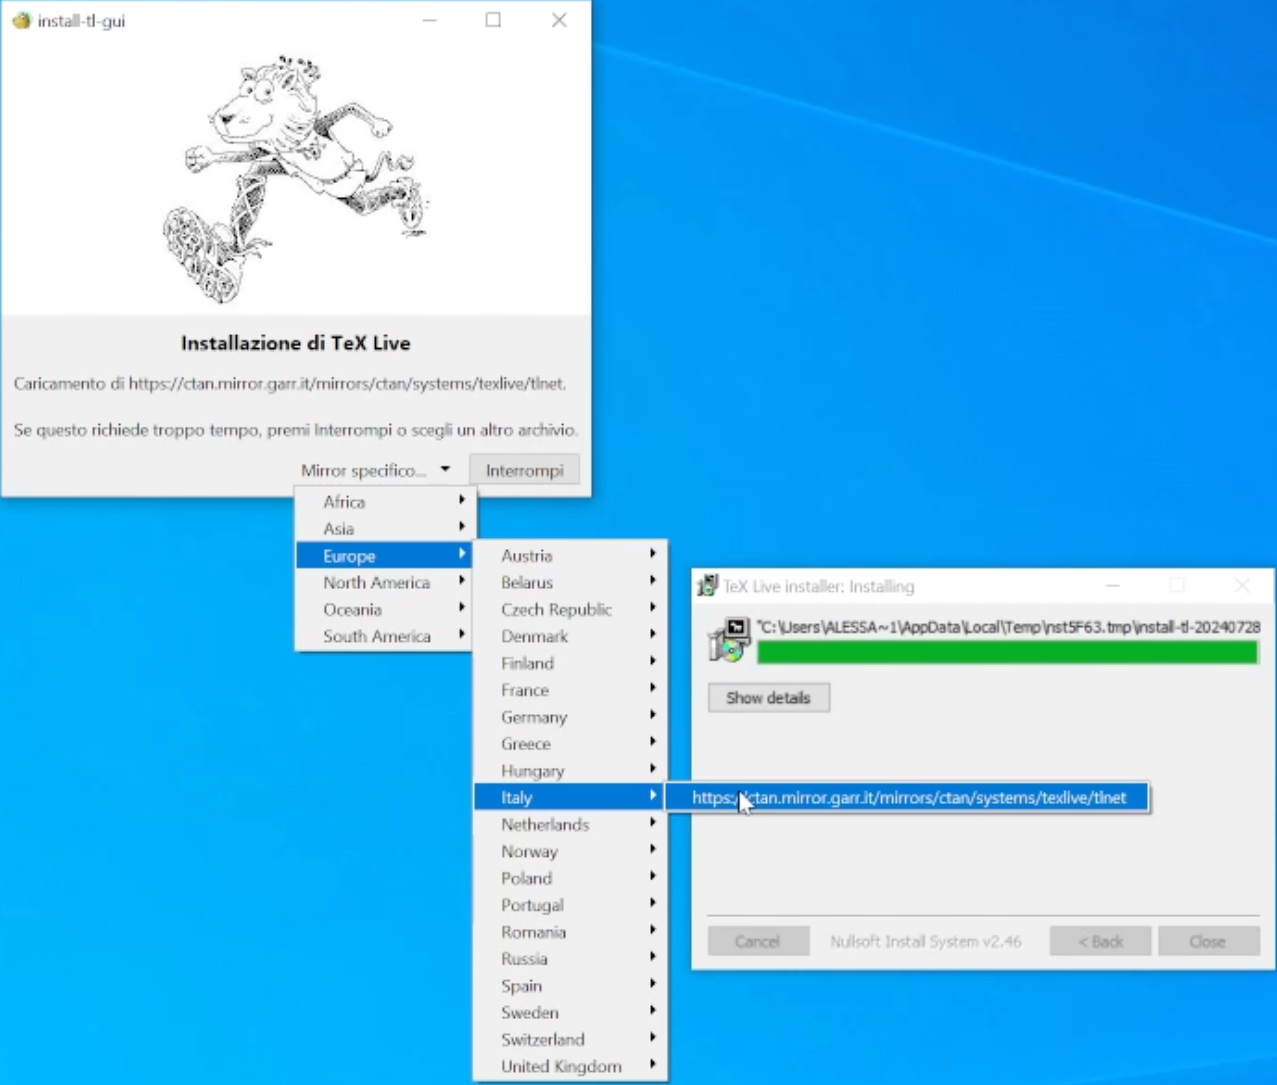 install-tl-gui
Installazione di TeX Live
Caricamento di https://ctan.mirror.garr.it/mirrors/ctan/systems/texlive/tlnet.
Se questo richiede troppo tempo, premi Interrompi o scegli un altro archivio.
Mirror specifico...
Interrompi
Africa
Asia
Europe
North America
Oceania
South America
Austria
Belarus
Czech Republic
Denmark
Finland
France
Germany
Greece
Hungary
Italy
Netherlands
Norway
Poland
Portugal
Romania
Russia
Spain
Sweden
Switzerland
United Kingdom
https://ctan.mirror.garr.it/mirrors/ctan/systems/texlive/tlnet
TeX Live installer: Installing
"C:\Users\ALESSA~1\AppData\Local\Temp\nst5F63.tmp\install-tl-20240728
Show details
Cancel
Nullsoft Install System v2.46
< Back
Close